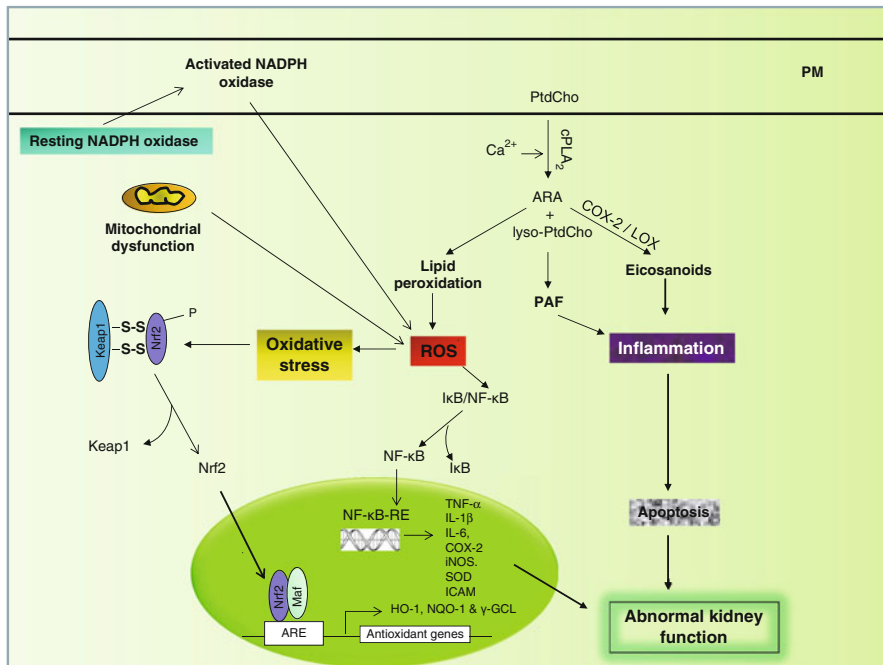 Activated NADPH
oxidase
PM
PtdCho
Resting NADPH oxidase
Ca2+
cPLA2
ARA
+
lyso-PtdCho
COX-2 / LOX
Mitochondrial
dysfunction
Lipid
peroxidation
Eicosanoids
PAF
Keap1
S-S
S-S
Nrf2
P
Oxidative
stress
ROS
Inflammation
IκB/NF-κB
Keap1
Nrf2
NF-κB
IκB
NF-κB-RE
TNF-α
IL-1β
IL-6,
COX-2
iNOS.
SOD
ICAM
Apoptosis
Nrf2
Maf
HO-1, NQO-1 & γ-GCL
ARE
Antioxidant genes
Abnormal kidney
function